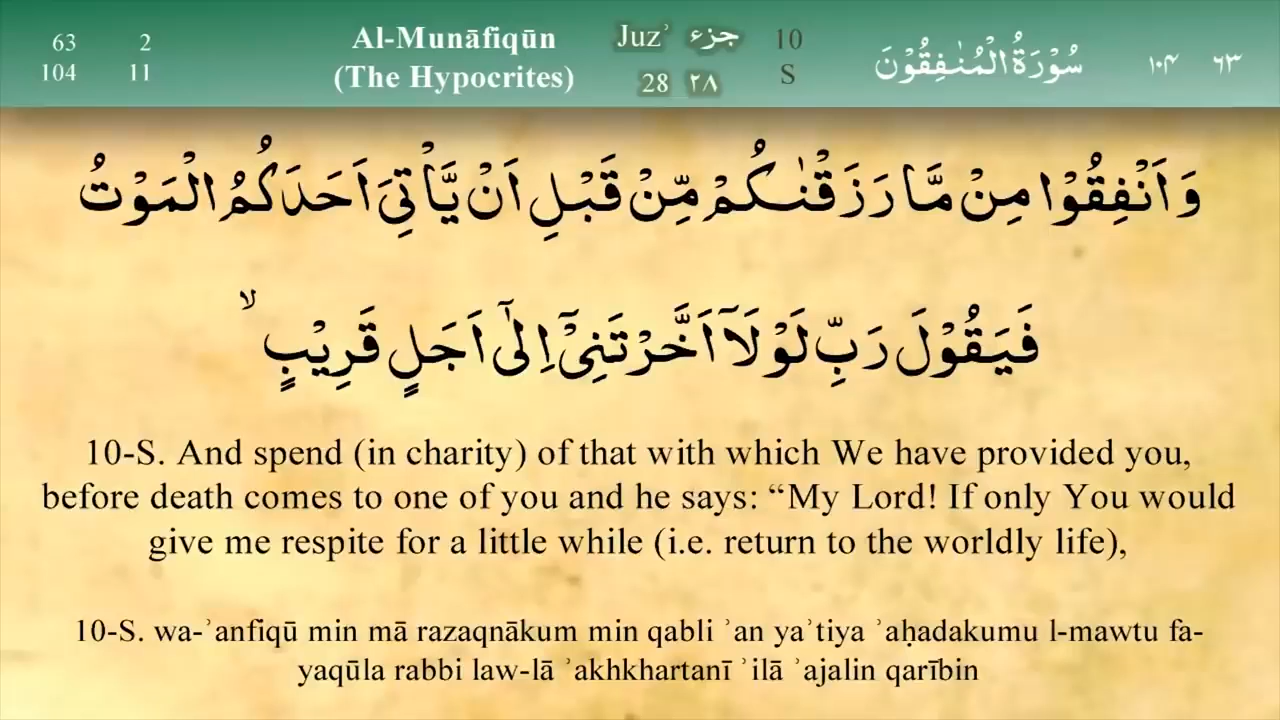 63 2 Al-Munāfiqūn Juzʾ جزء 10 سُوْرَةُ الْمُنٰفِقُوْنَ ١٠٤ ٦٣
104 11 (The Hypocrites) 28 ٢٨ S
وَاَنْفِقُوْا مِنْ مَّا رَزَقْنٰكُمْ مِّنْ قَبْلِ اَنْ يَّاْتِىَ اَحَدَكُمُ الْمَوْتُ
فَيَقُوْلَ رَبِّ لَوْلَاۤ اَخَّرْتَنِىْۤ اِلٰٓى اَجَلٍ قَرِيْبٍ ۙ
10-S. And spend (in charity) of that with which We have provided you,
before death comes to one of you and he says: “My Lord! If only You would
give me respite for a little while (i.e. return to the worldly life),
10-S. wa-ʾanfiqū min mā razaqnākum min qabli ʾan yaʾtiya ʾaḥadakumu l-mawtu fa-
yaqūla rabbi law-lā ʾakhkhartanī ʾilā ʾajalin qarībin